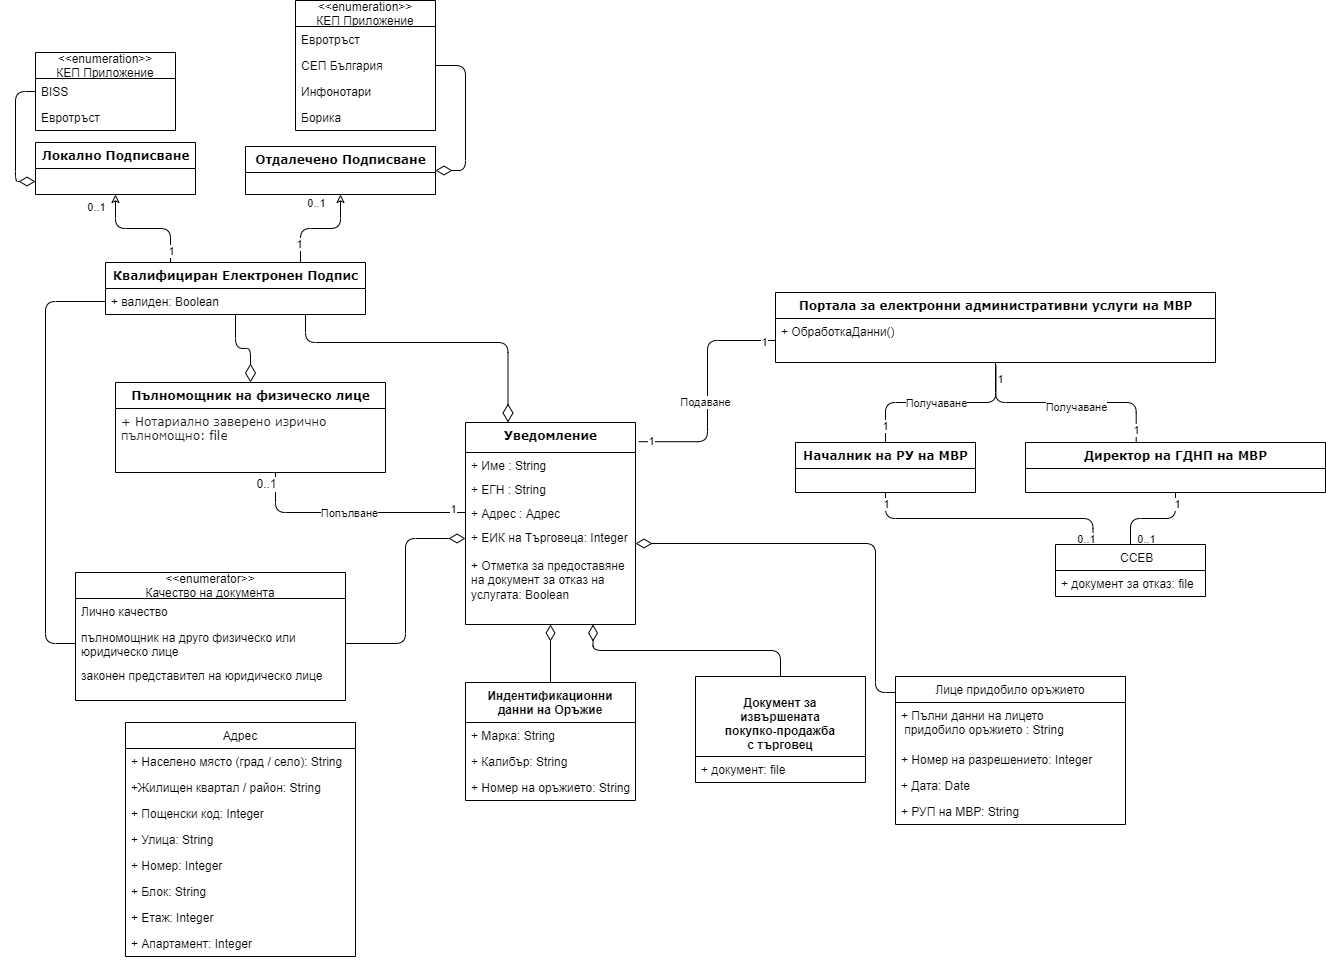 <<enumeration>>
КЕП Приложение
Евротръст
СЕП България
Инфонотари
Борика
<<enumeration>>
КЕП Приложение
BISS
Евротръст
Локално Подписване
Отдалечено Подписване
0..1
0..1
1
1
Квалифициран Електронен Подпис
+ валиден: Boolean
Портала за електронни административни услуги на МВР
+ ОбработкаДанни()
1
1
Подаване
Получаване
Получаване
1
1
Пълномощник на физическо лице
+ Нотариално заверено изрично
пълномощно: file
0..1
Попълване
1
Уведомление
+ Име : String
+ ЕГН : String
+ Адрес : Адрес
+ ЕИК на Търговеца: Integer
+ Отметка за предоставяне
на документ за отказ на
услугата: Boolean
1
Началник на РУ на МВР
Директор на ГДНП на МВР
1
1
0..1
0..1
ССЕВ
+ документ за отказ: file
<<enumerator>>
Качество на документа
Лично качество
пълномощник на друго физическо или
юридическо лице
законен представител на юридическо лице
Индентификационни
данни на Оръжие
+ Марка: String
+ Калибър: String
+ Номер на оръжието: String
Документ за
извършената
покупко-продажба
с търговец
+ документ: file
Лице придобило оръжието
+ Пълни данни на лицето
придобило оръжието : String
+ Номер на разрешението: Integer
+ Дата: Date
+ РУП на МВР: String
Адрес
+ Населено място (град / село): String
+Жилищен квартал / район: String
+ Пощенски код: Integer
+ Улица: String
+ Номер: Integer
+ Блок: String
+ Етаж: Integer
+ Апартамент: Integer